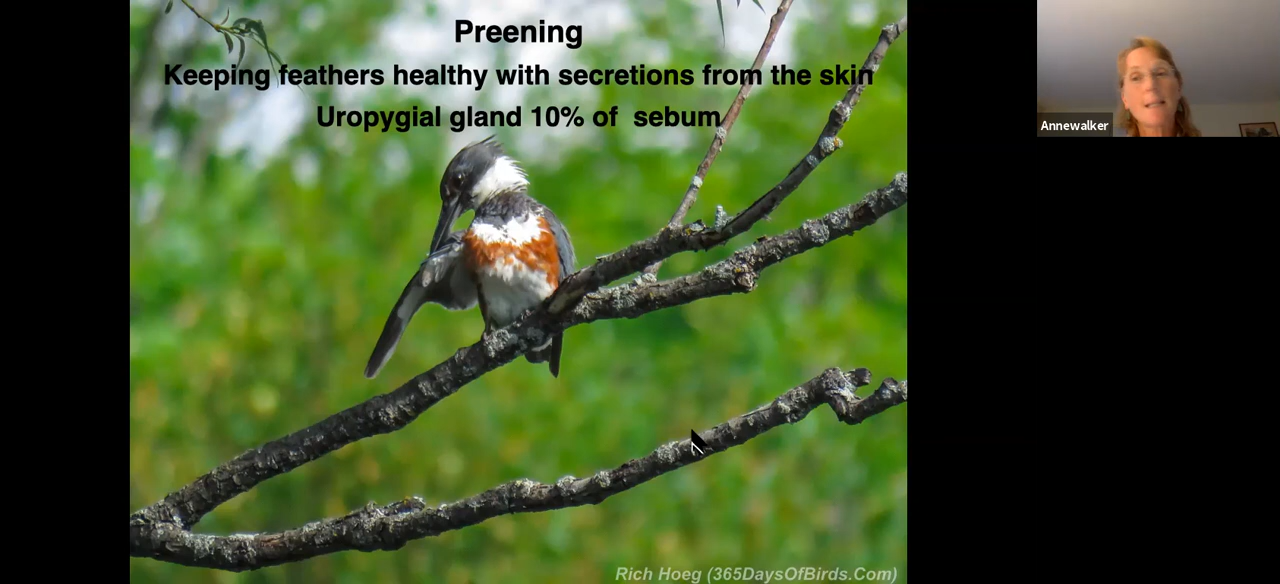 Preening
Keeping feathers healthy with secretions from the skin
Uropygial gland 10% of  sebum
Annewalker
Rich Hoeg (365DaysOfBirds.Com)